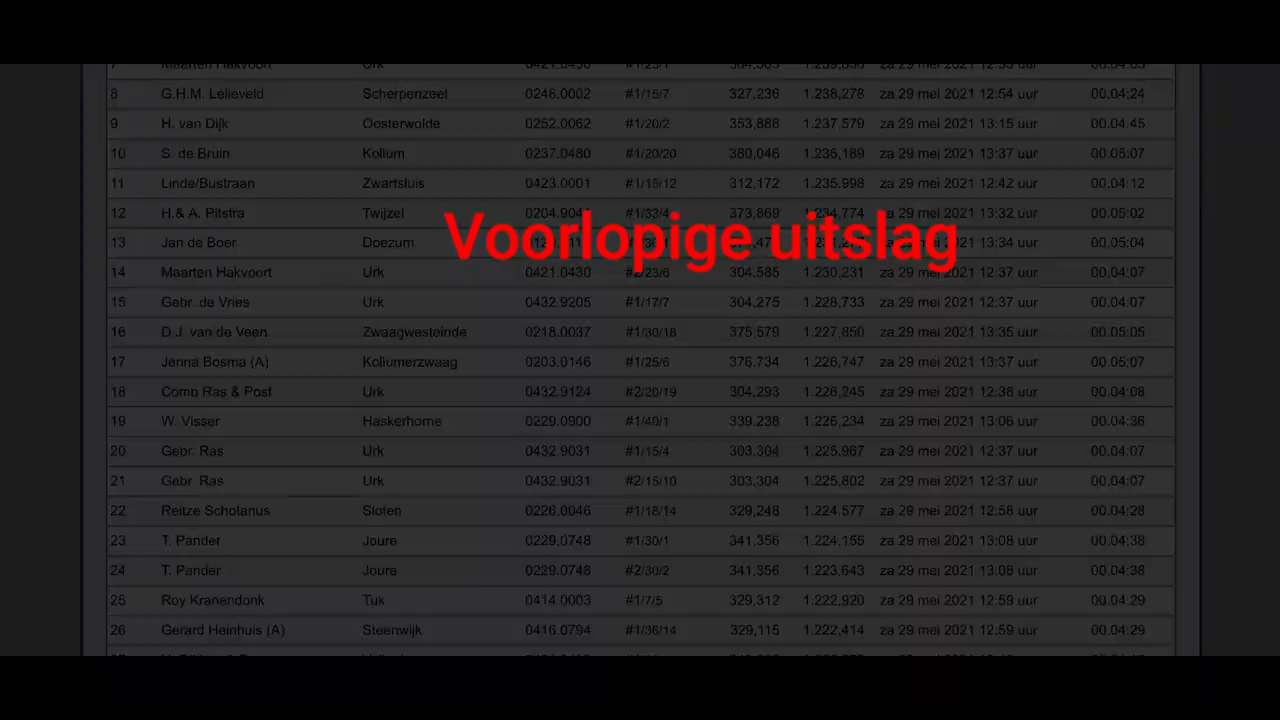 8 G.H.M. Lelieveld Scherpenzeel 0248.0002 #1/15/7 327,236 1.238,278 za 29 mei 2021 12:54 uur 00.04:24
9 H. van Dijk Oosterwolde 0252.0062 #1/20/2 353,888 1.237,579 za 29 mei 2021 13:15 uur 00.04:45
10 S. de Bruin Kollum 0237.0480 #1/20/20 380,046 1.236,189 za 29 mei 2021 13:37 uur 00.05:07
11 Linde/Bustraan Zwartsluis 0423.0001 #1/15/12 312,172 1.235,998 za 29 mei 2021 12:42 uur 00.04:12
12 H.& A. Pitstra Twijzel #1/33/4 373,869 1.234,774 za 29 mei 2021 13:32 uur 00.05:02
Voorlopige uitslag
13 Jan de Boer Doezum za 29 mei 2021 13:34 uur 00.05:04
14 Maarten Hakvoort Urk 0421.0430 #2/23/6 304,585 1.230,231 za 29 mei 2021 12:37 uur 00.04:07
15 Gebr. de Vries Urk 0432.9205 #1/17/7 304,275 1.228,733 za 29 mei 2021 12:37 uur 00.04:07
16 D.J. van de Veen Zwaagwesteinde 0218.0037 #1/30/18 375,579 1.227,850 za 29 mei 2021 13:35 uur 00.05:05
17 Jenna Bosma (A) Kollumerzwaag 0203.0146 #1/25/6 376,734 1.226,747 za 29 mei 2021 13:37 uur 00.05:07
18 Comb Ras & Post Urk 0432.9124 #2/20/19 304,293 1.226,245 za 29 mei 2021 12:38 uur 00.04:08
19 W. Visser Haskerhorne 0229.0900 #1/40/1 339,238 1.226,234 za 29 mei 2021 13:06 uur 00.04:36
20 Gebr. Ras Urk 0432.9031 #1/15/4 303,304 1.225,967 za 29 mei 2021 12:37 uur 00.04:07
21 Gebr. Ras Urk 0432.9031 #2/15/10 303,304 1.225,802 za 29 mei 2021 12:37 uur 00.04:07
22 Reitze Schotanus Sloten 0226.0046 #1/18/14 329,248 1.224,577 za 29 mei 2021 12:58 uur 00.04:28
23 T. Pander Joure 0229.0748 #1/30/1 341,356 1.224,155 za 29 mei 2021 13:08 uur 00.04:38
24 T. Pander Joure 0229.0748 #2/30/2 341,356 1.223,643 za 29 mei 2021 13:08 uur 00.04:38
25 Roy Kranendonk Tuk 0414.0003 #1/7/5 329,312 1.222,920 za 29 mei 2021 12:59 uur 00.04:29
26 Gerard Heinhuis (A) Steenwijk 0416.0794 #1/36/14 329,115 1.222,414 za 29 mei 2021 12:59 uur 00.04:29